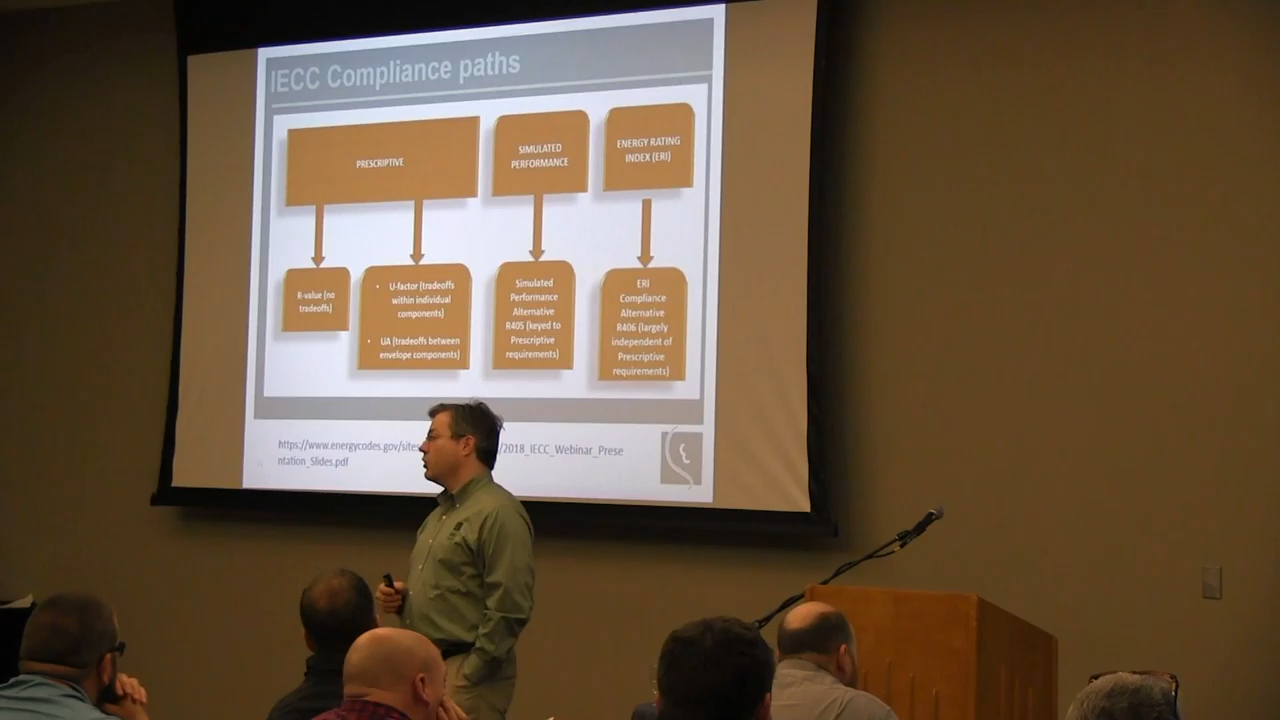 IECC Compliance paths
PRESCRIPTIVE
SIMULATED
PERFORMANCE
ENERGY RATING
INDEX (ERI)
R-value (no
tradeoffs)
• U-factor (tradeoffs
within individual
components)
• UA (tradeoffs between
envelope components)
Simulated
Performance
Alternative
R405 (keyed to
Prescriptive
requirements)
ERI
Compliance
Alternative
R406 (largely
independent of
Prescriptive
requirements)
https://www.energycodes.gov/sites /2018_IECC_Webinar_Prese
ntation_Slides.pdf